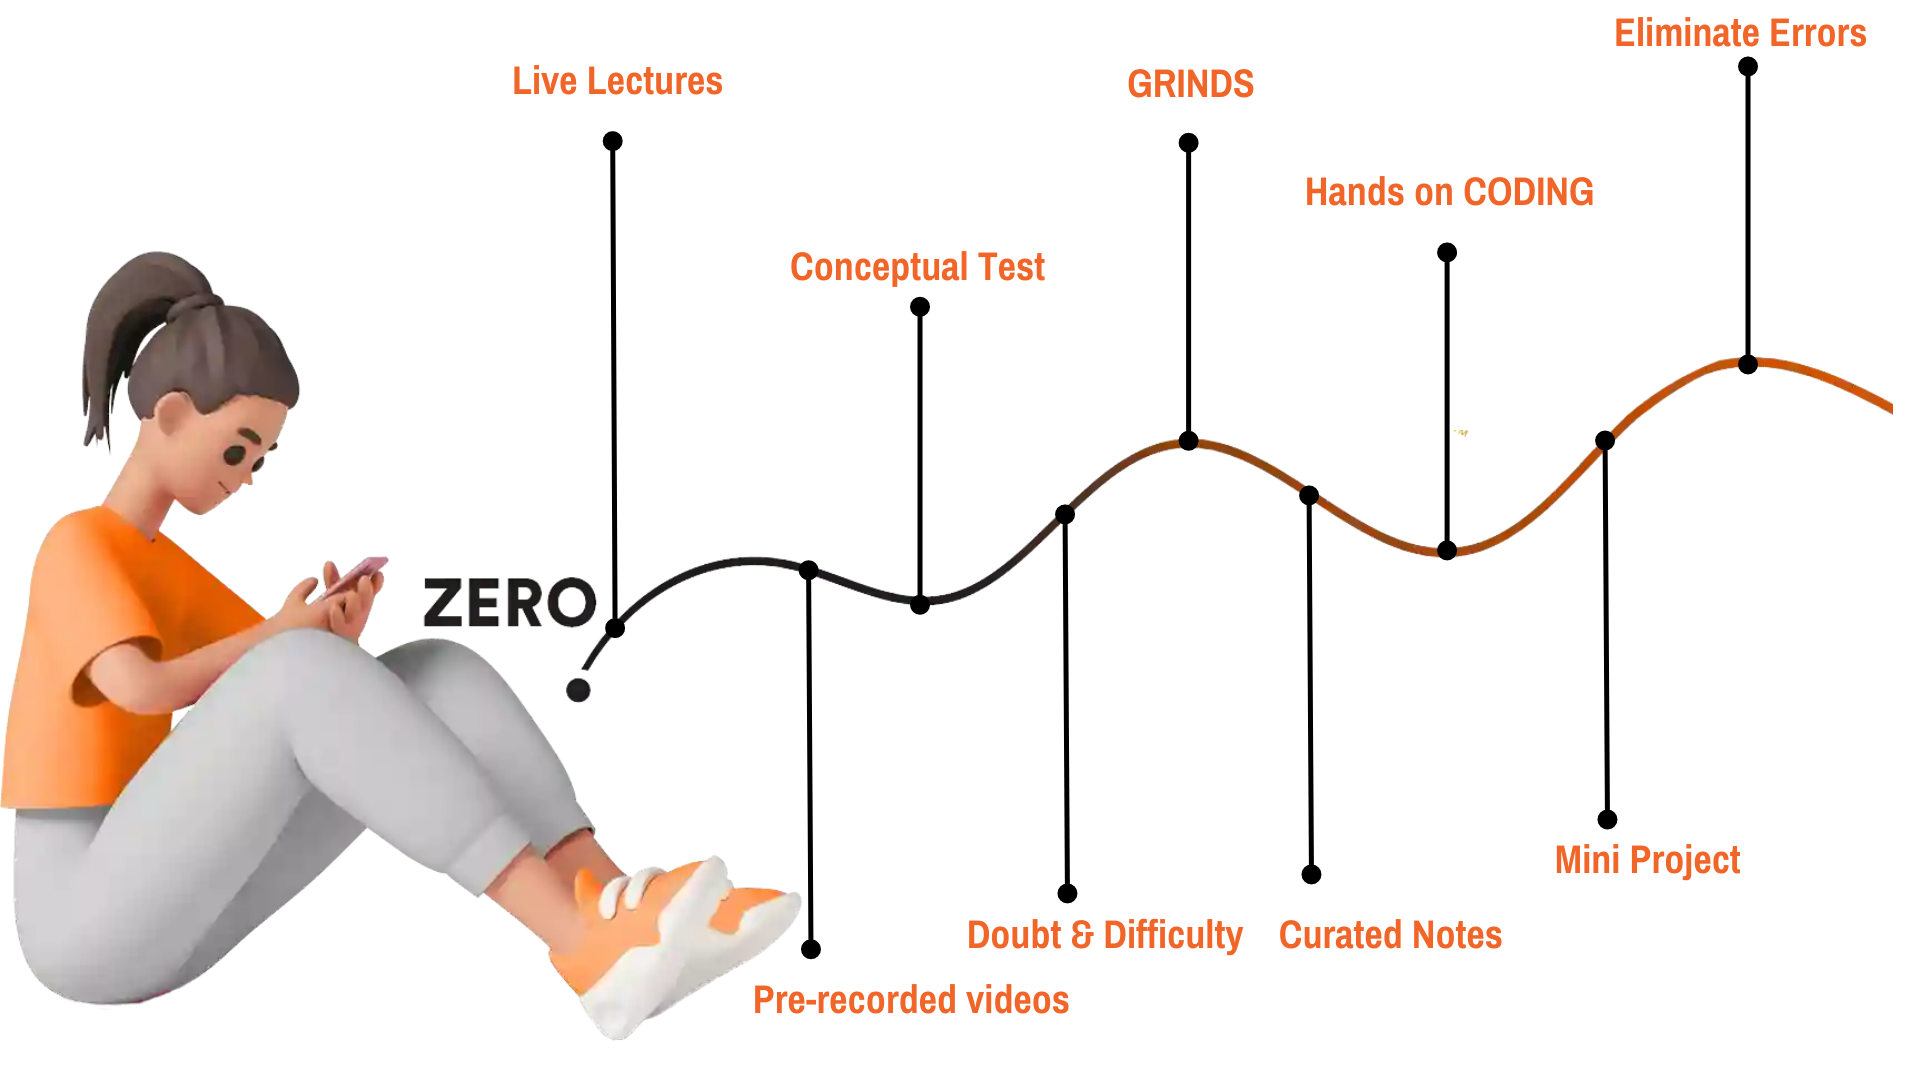 Eliminate Errors
Live Lectures
GRINDS
Hands on CODING
Conceptual Test
ZERO
Mini Project
Doubt & Difficulty
Curated Notes
Pre-recorded videos